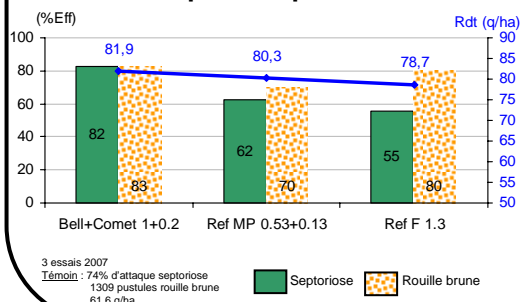 (%Eff)
Rdt (q/ha)
100
80
60
40
20
0
90
85
80
75
70
65
60
55
50
81,9
80,3
78,7
82
83
62
70
55
80
Bell+Comet 1+0.2
Ref MP 0.53+0.13
Ref F 1.3
3 essais 2007
Témoin : 74% d'attaque septoriose
1309 pustules rouille brune
61,6 q/ha
Septoriose
Rouille brune